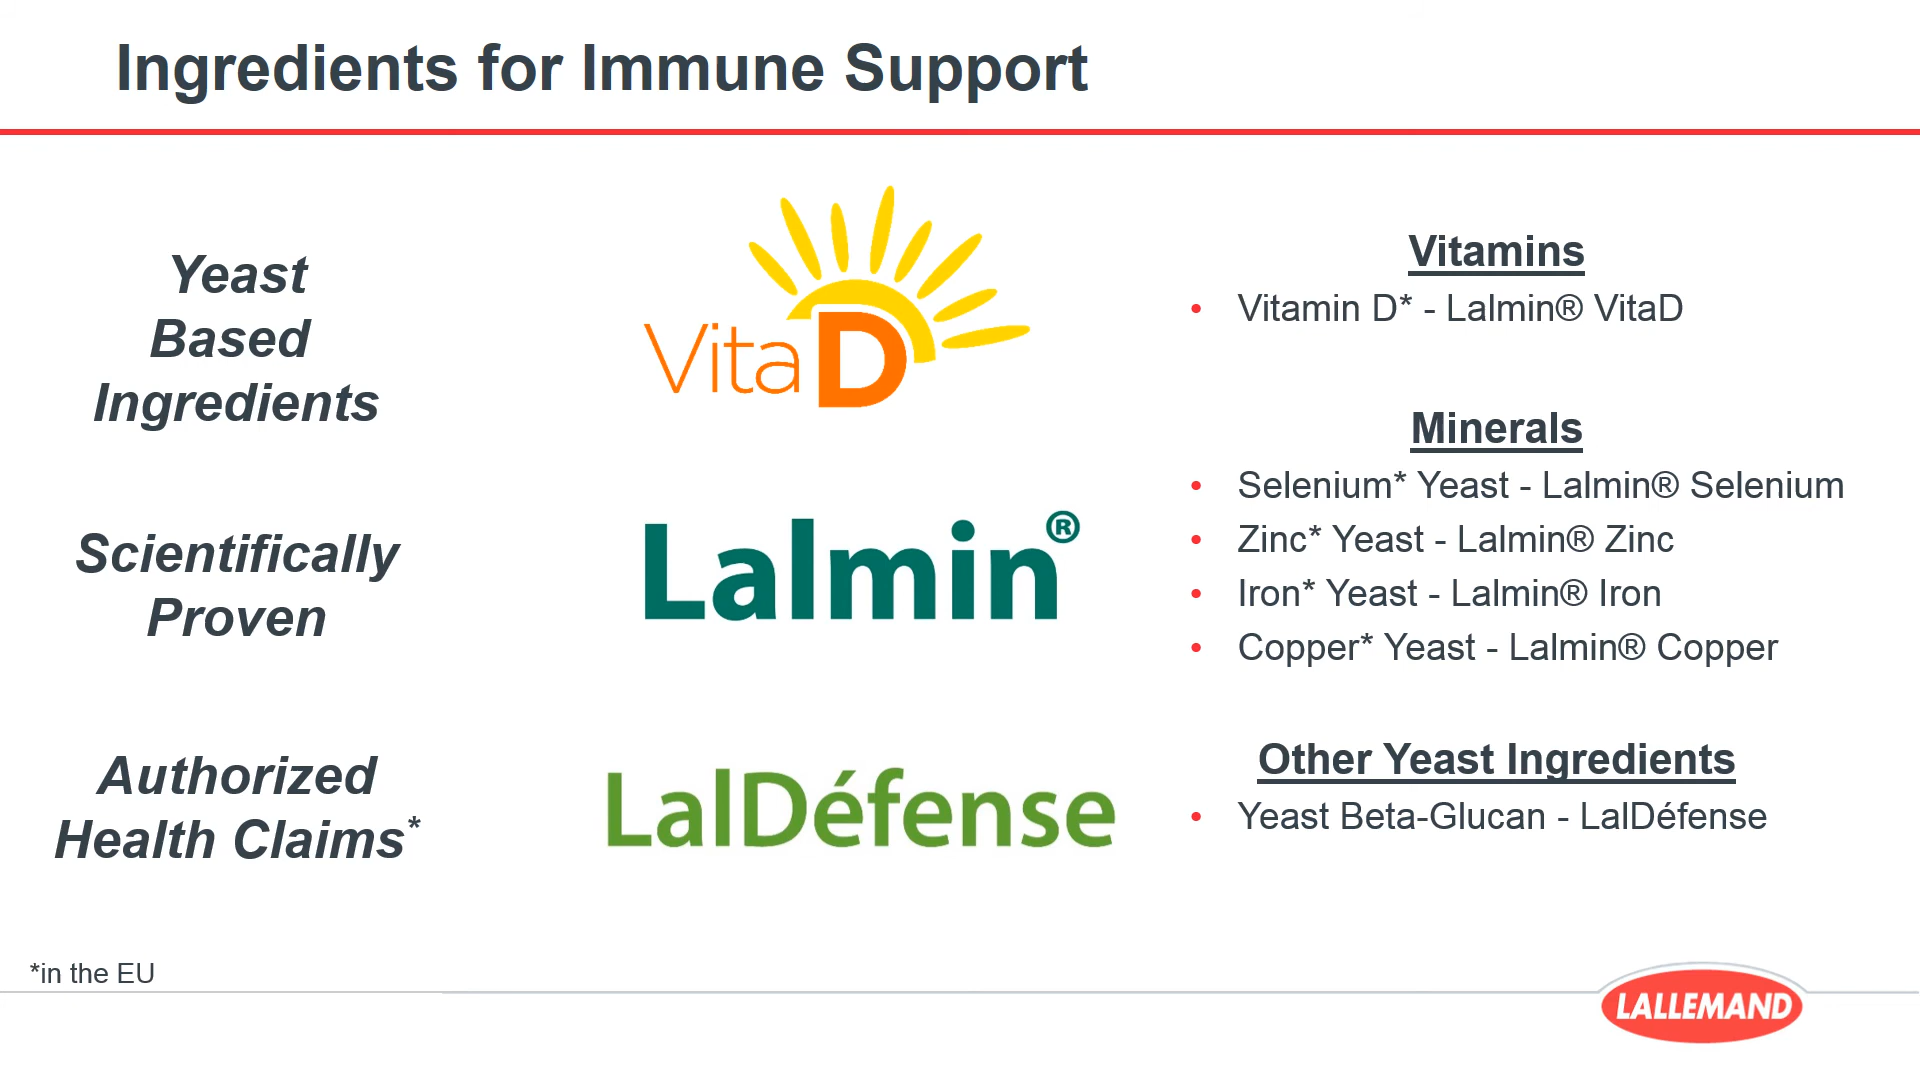 Ingredients for Immune Support
Yeast
Based
Ingredients
Scientifically
Proven
Authorized
Health Claims*
VitaD
Lalmin®
LalDéfense
Vitamins
• Vitamin D* - Lalmin® VitaD
Minerals
• Selenium* Yeast - Lalmin® Selenium
• Zinc* Yeast - Lalmin® Zinc
• Iron* Yeast - Lalmin® Iron
• Copper* Yeast - Lalmin® Copper
Other Yeast Ingredients
• Yeast Beta-Glucan - LalDéfense
*in the EU
LALLEMAND